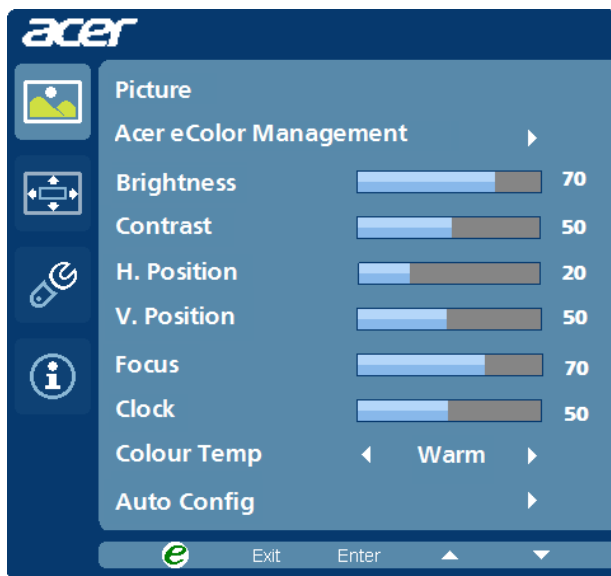 acer
Picture
Acer eColor Management
Brightness 70
Contrast 50
H. Position 20
V. Position 50
Focus 70
Clock 50
Colour Temp Warm
Auto Config
e Exit Enter